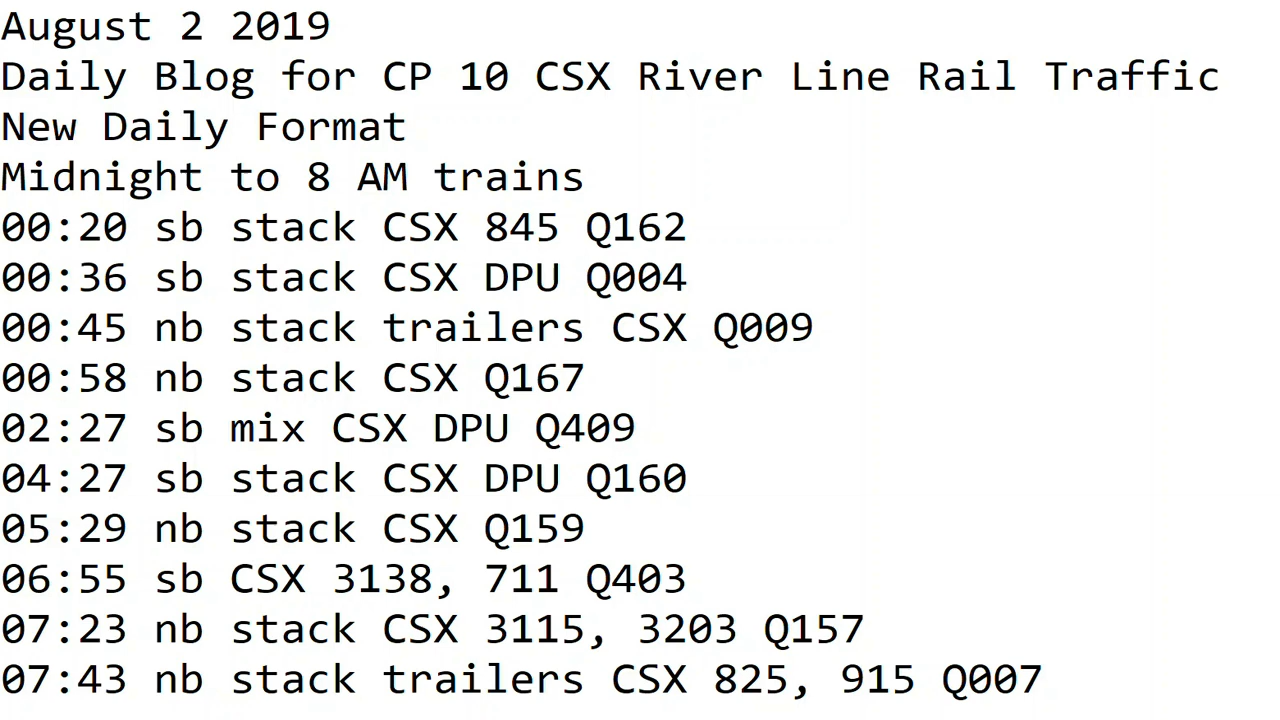 August 2 2019
Daily Blog for CP 10 CSX River Line Rail Traffic
New Daily Format
Midnight to 8 AM trains
00:20 sb stack CSX 845 Q162
00:36 sb stack CSX DPU Q004
00:45 nb stack trailers CSX Q009
00:58 nb stack CSX Q167
02:27 sb mix CSX DPU Q409
04:27 sb stack CSX DPU Q160
05:29 nb stack CSX Q159
06:55 sb CSX 3138, 711 Q403
07:23 nb stack CSX 3115, 3203 Q157
07:43 nb stack trailers CSX 825, 915 Q007